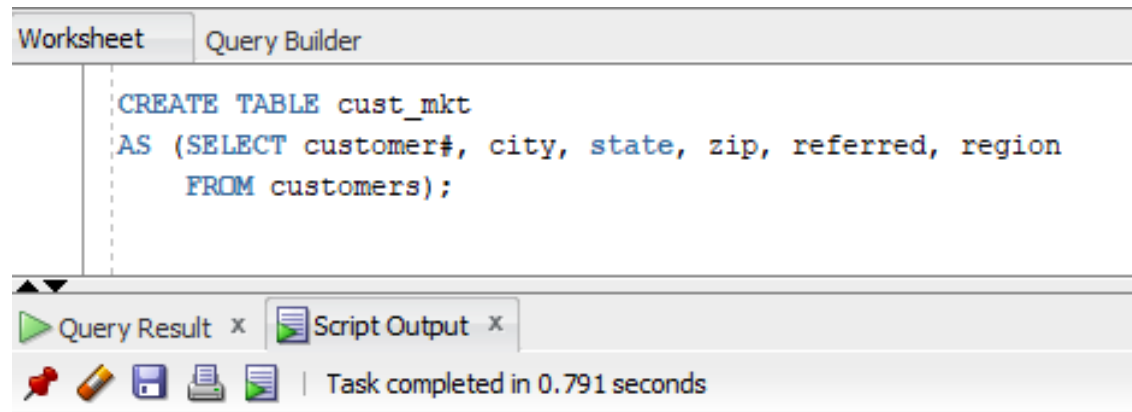 Worksheet Query Builder
CREATE TABLE cust_mkt
AS (SELECT customer#, city, state, zip, referred, region
FROM customers);
Query Result x Script Output x
Task completed in 0.791 seconds